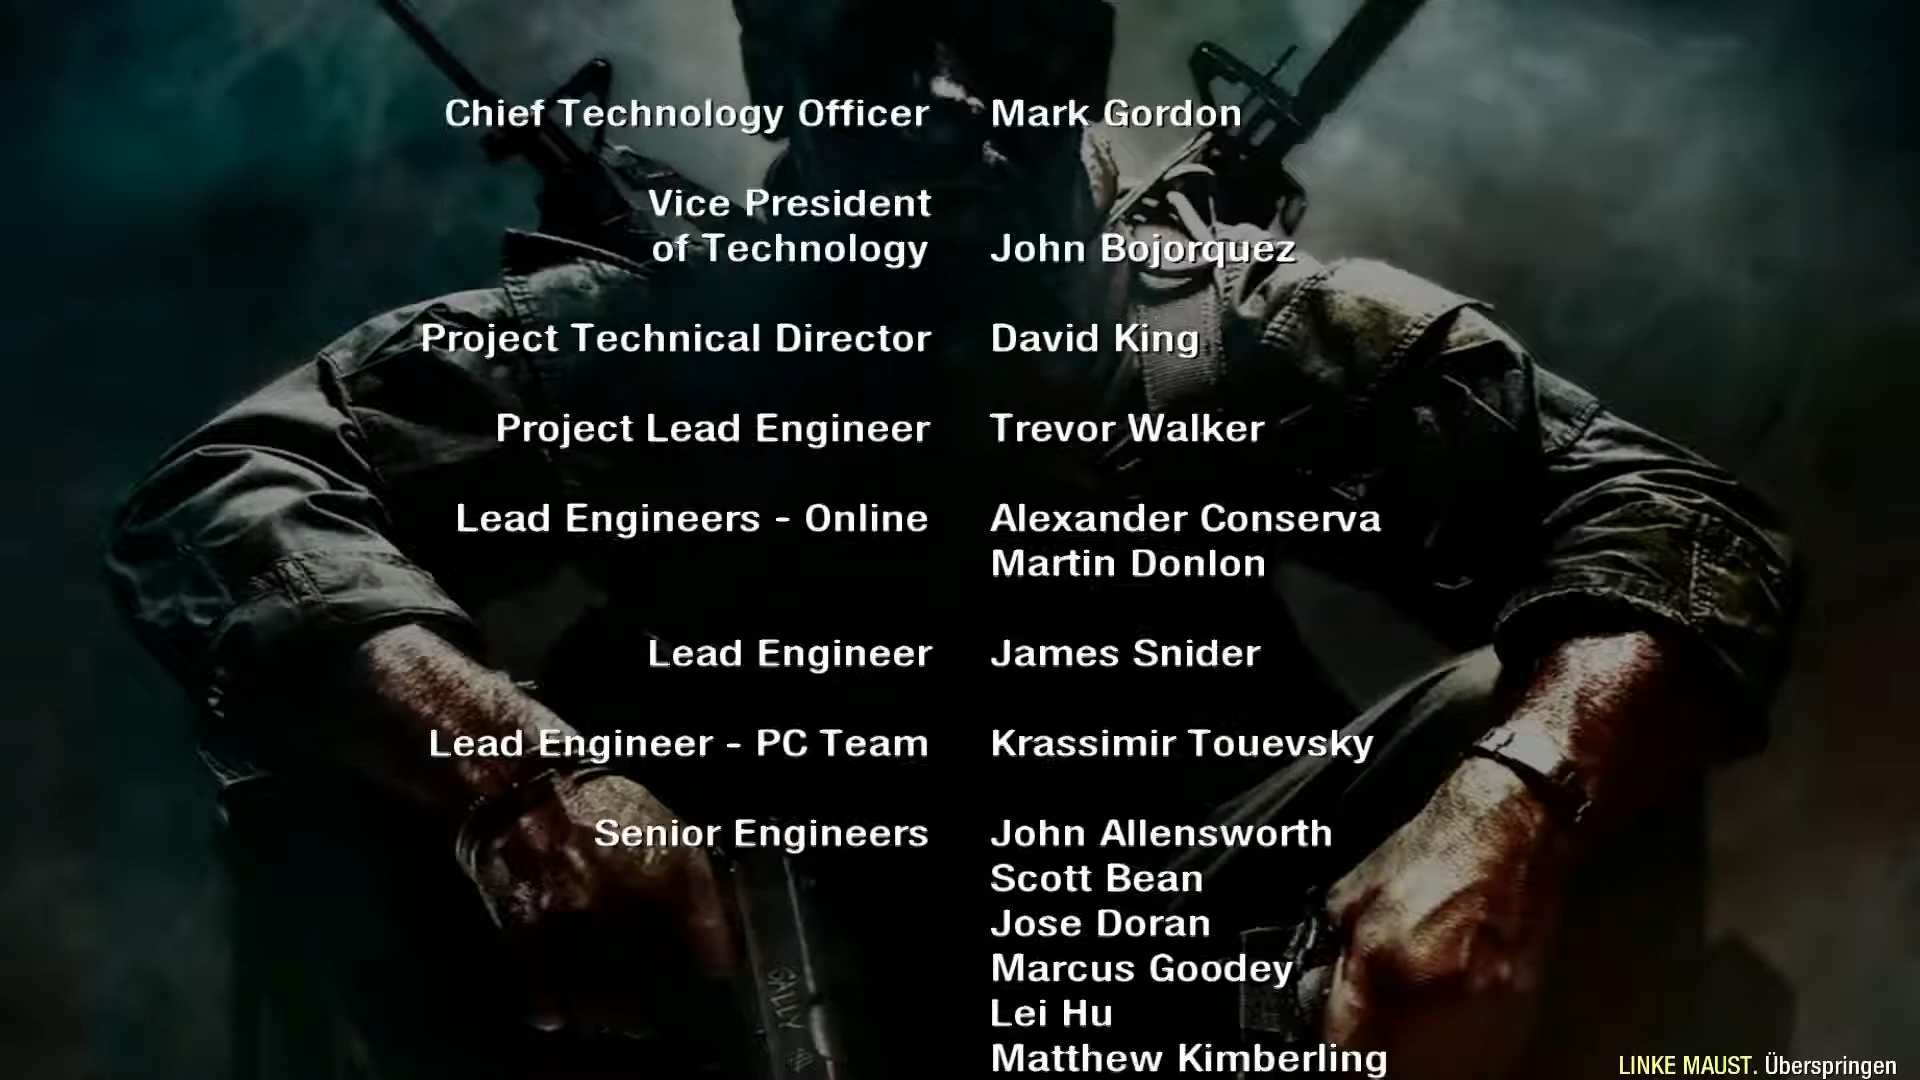 Chief Technology Officer Mark Gordon
Vice President
of Technology John Bojorquez
Project Technical Director David King
Project Lead Engineer Trevor Walker
Lead Engineers - Online Alexander Conserva
Martin Donlon
Lead Engineer James Snider
Lead Engineer - PC Team Krassimir Touevsky
Senior Engineers John Allensworth
Scott Bean
Jose Doran
Marcus Goodey
Lei Hu
Matthew Kimberling
SALLY
LINKE MAUST. Überspringen